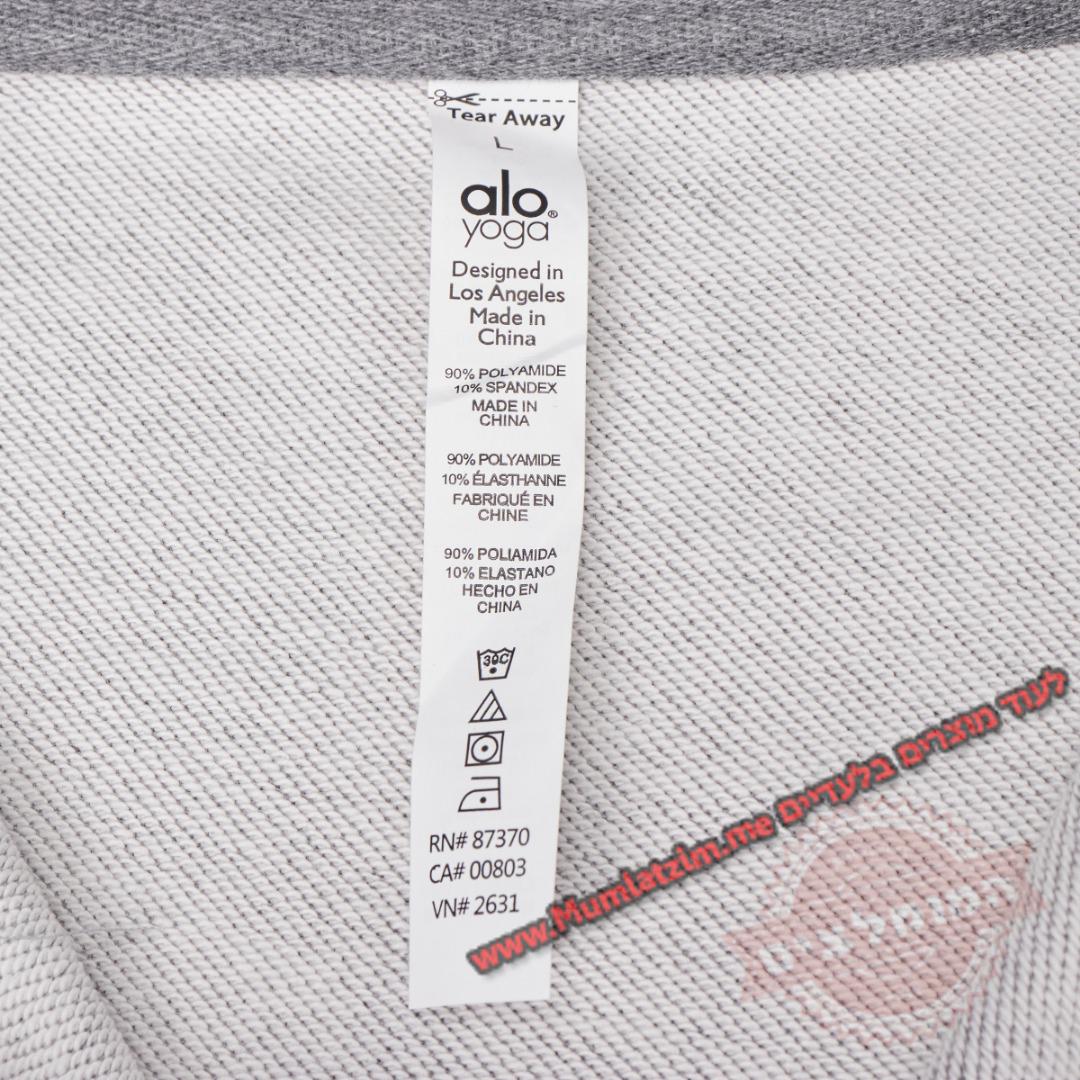 Tear Away
L
alo®
yoga
Designed in
Los Angeles
Made in
China
90% POLYAMIDE
10% SPANDEX
MADE IN
CHINA
90% POLYAMIDE
10% ÉLASTHANNE
FABRIQUÉ EN
CHINE
90% POLIAMIDA
10% ELASTANO
HECHO EN
CHINA
30C
RN# 87370
CA# 00803
VN# 2631
לעוד מוצרים בלעדיים www.Mumlatzim.me
המומלצים